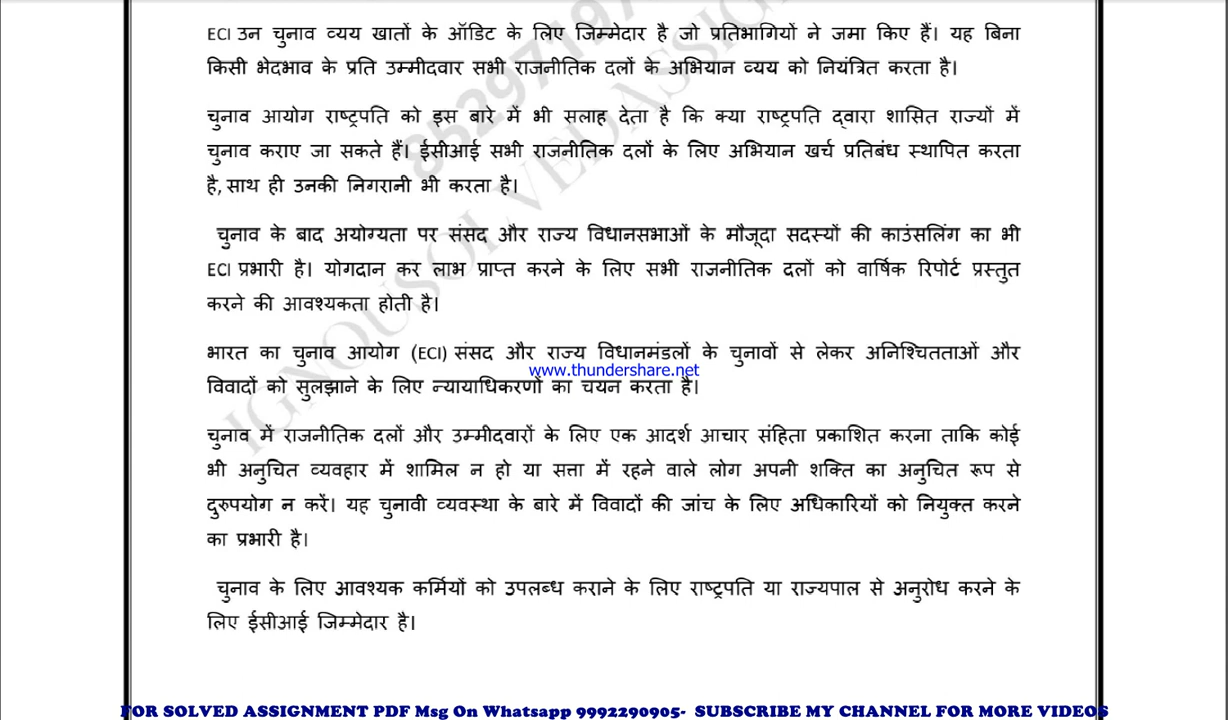 ECI उन चुनाव व्यय खातों के ऑडिट के लिए जिम्मेदार है जो प्रतिभागियों ने जमा किए हैं। यह बिना
किसी भेदभाव के प्रति उम्मीदवार सभी राजनीतिक दलों के अभियान व्यय को नियंत्रित करता है।
चुनाव आयोग राष्ट्रपति को इस बारे में भी सलाह देता है कि क्या राष्ट्रपति द्वारा शासित राज्यों में
चुनाव कराए जा सकते हैं। ईसीआई सभी राजनीतिक दलों के लिए अभियान खर्च प्रतिबंध स्थापित करता
है, साथ ही उनकी निगरानी भी करता है।
चुनाव के बाद अयोग्यता पर संसद और राज्य विधानसभाओं के मौजूदा सदस्यों की काउंसलिंग का भी
ECI प्रभारी है। योगदान कर लाभ प्राप्त करने के लिए सभी राजनीतिक दलों को वार्षिक रिपोर्ट प्रस्तुत
करने की आवश्यकता होती है।
भारत का चुनाव आयोग (ECI) संसद और राज्य विधानमंडलों के चुनावों से लेकर अनिश्चितताओं और
www.thundershare.net
विवादों को सुलझाने के लिए न्यायाधिकरणों का चयन करता है।
चुनाव में राजनीतिक दलों और उम्मीदवारों के लिए एक आदर्श आचार संहिता प्रकाशित करना ताकि कोई
भी अनुचित व्यवहार में शामिल न हो या सत्ता में रहने वाले लोग अपनी शक्ति का अनुचित रूप से
दुरुपयोग न करें। यह चुनावी व्यवस्था के बारे में विवादों की जांच के लिए अधिकारियों को नियुक्त करने
का प्रभारी है।
चुनाव के लिए आवश्यक कर्मियों को उपलब्ध कराने के लिए राष्ट्रपति या राज्यपाल से अनुरोध करने के
लिए ईसीआई जिम्मेदार है।
FOR SOLVED ASSIGNMENT PDF Msg On Whatsapp 9992290905- SUBSCRIBE MY CHANNEL FOR MORE VIDEOS